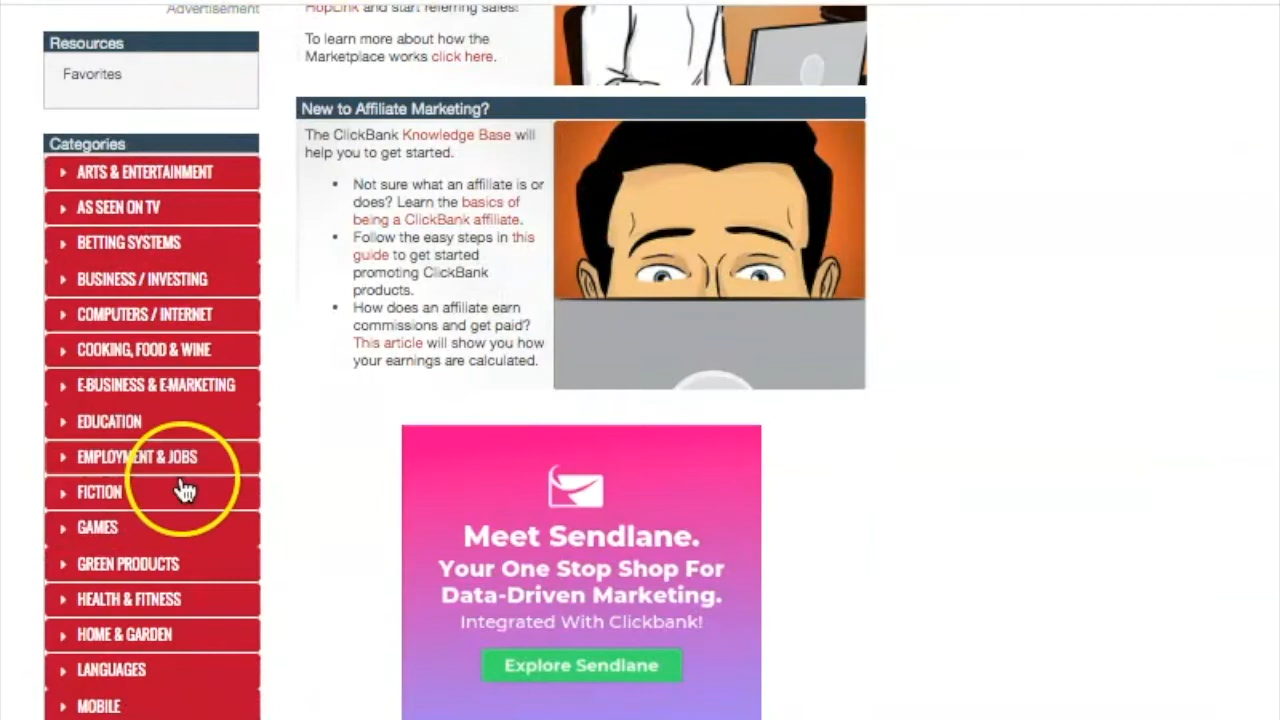 Advertisement
Resources
Favorites
Categories
ARTS & ENTERTAINMENT
AS SEEN ON TV
BETTING SYSTEMS
BUSINESS / INVESTING
COMPUTERS / INTERNET
COOKING, FOOD & WINE
E-BUSINESS & E-MARKETING
EDUCATION
EMPLOYMENT & JOBS
FICTION
GAMES
GREEN PRODUCTS
HEALTH & FITNESS
HOME & GARDEN
LANGUAGES
MOBILE
HopLink and start referring sales!
To learn more about how the
Marketplace works click here.
New to Affiliate Marketing?
The ClickBank Knowledge Base will
help you to get started.
• Not sure what an affiliate is or
does? Learn the basics of
being a ClickBank affiliate.
• Follow the easy steps in this
guide to get started
promoting ClickBank
products.
• How does an affiliate earn
commissions and get paid?
This article will show you how
your earnings are calculated.
Meet Sendlane.
Your One Stop Shop For
Data-Driven Marketing.
Integrated With Clickbank!
Explore Sendlane